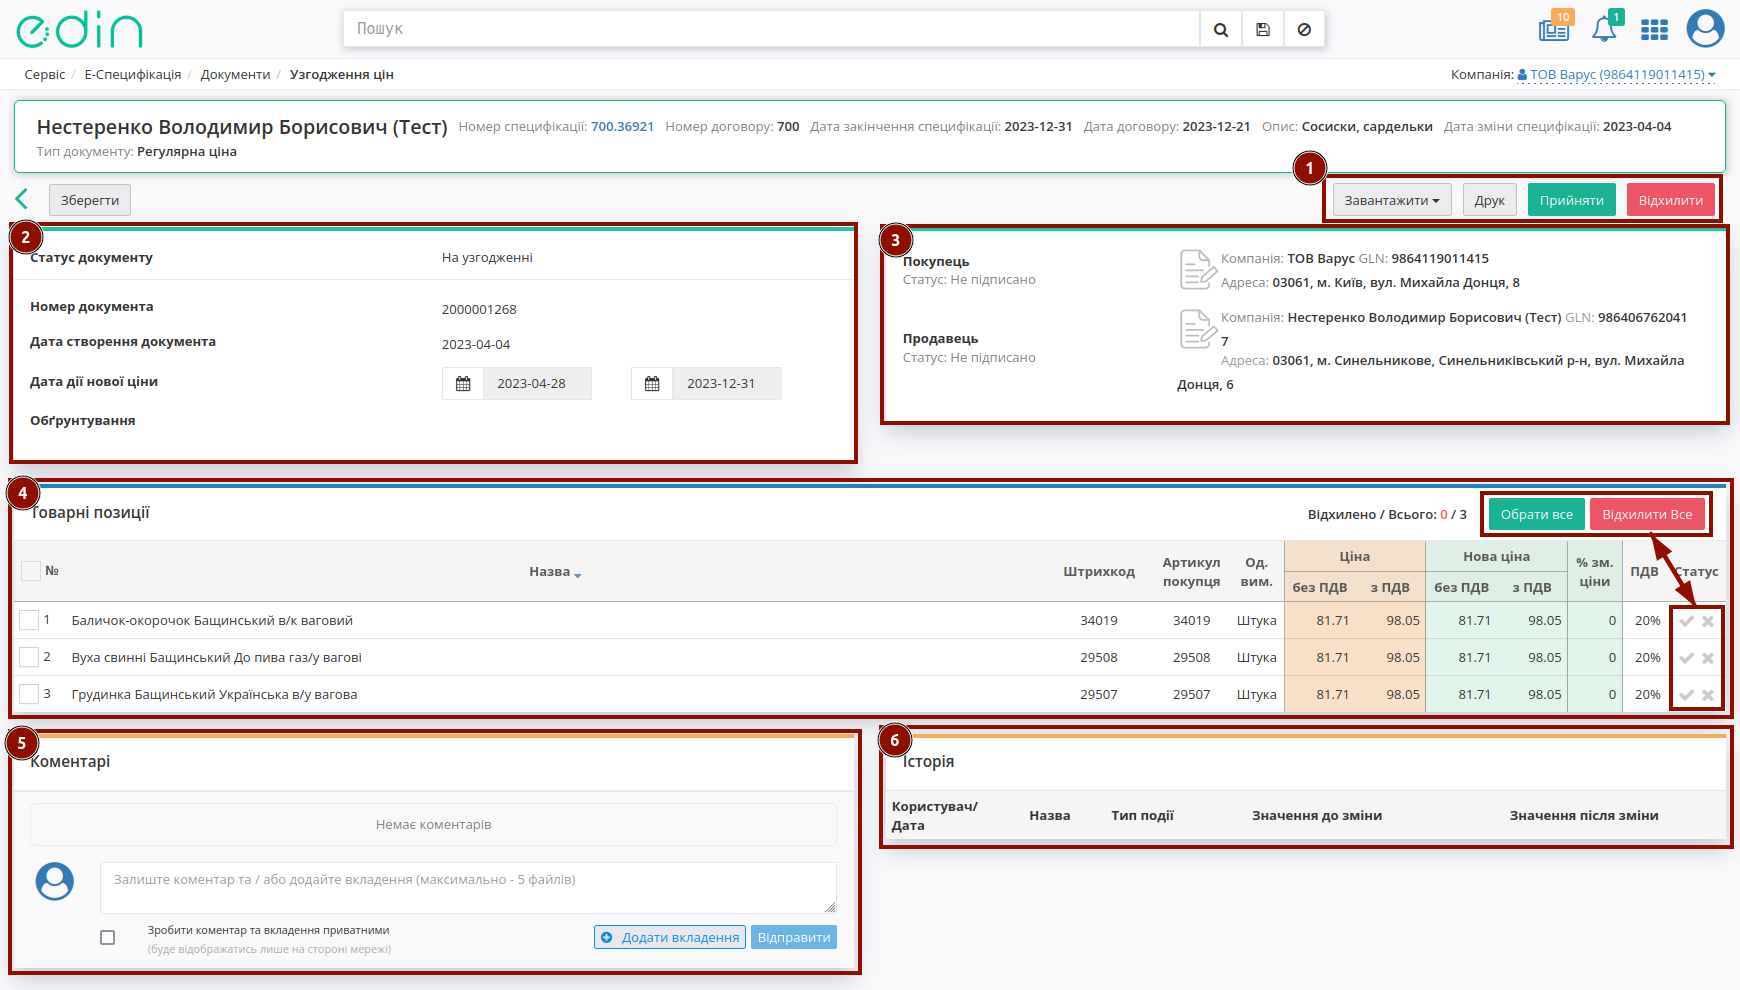 edin
Пошук
10
1
Сервіс / Е-Специфікація / Документи / Узгодження цін
Компанія: ТОВ Варус (9864119011415)
Нестеренко Володимир Борисович (Тест) Номер специфікації: 700.36921 Номер договору: 700 Дата закінчення специфікації: 2023-12-31 Дата договору: 2023-12-21 Опис: Сосиски, сардельки Дата зміни специфікації: 2023-04-04
Тип документу: Регулярна ціна
1
Зберегти
Завантажити Друк Прийняти Відхилити
2
Статус документу На узгодженні
Номер документа 2000001268
Дата створення документа 2023-04-04
Дата дії нової ціни 2023-04-28 2023-12-31
Обґрунтування
3
Покупець
Статус: Не підписано
Компанія: ТОВ Варус GLN: 9864119011415
Адреса: 03061, м. Київ, вул. Михайла Донця, 8
Продавець
Статус: Не підписано
Компанія: Нестеренко Володимир Борисович (Тест) GLN: 986406762041
7
Адреса: 03061, м. Синельникове, Синельниківський р-н, вул. Михайла
Донця, 6
4
Товарні позиції
Відхилено / Всього: 0 / 3 Обрати все Відхилити Все
№ Назва Штрихкод Артикул покупця Од. вим. Ціна Нова ціна % зм. ціни ПДВ Статус
без ПДВ з ПДВ без ПДВ з ПДВ
1 Баличок-окорочок Бащинський в/к ваговий 34019 34019 Штука 81.71 98.05 81.71 98.05 0 20%
2 Вуха свинні Бащинський До пива газ/у вагові 29508 29508 Штука 81.71 98.05 81.71 98.05 0 20%
3 Грудинка Бащинський Українська в/у вагова 29507 29507 Штука 81.71 98.05 81.71 98.05 0 20%
5
Коментарі
Немає коментарів
Залиште коментар та / або додайте вкладення (максимально - 5 файлів)
Зробити коментар та вкладення приватними
(буде відображатись лише на стороні мережі)
Додати вкладення Відправити
6
Історія
Користувач/ Дата Назва Тип події Значення до зміни Значення після зміни